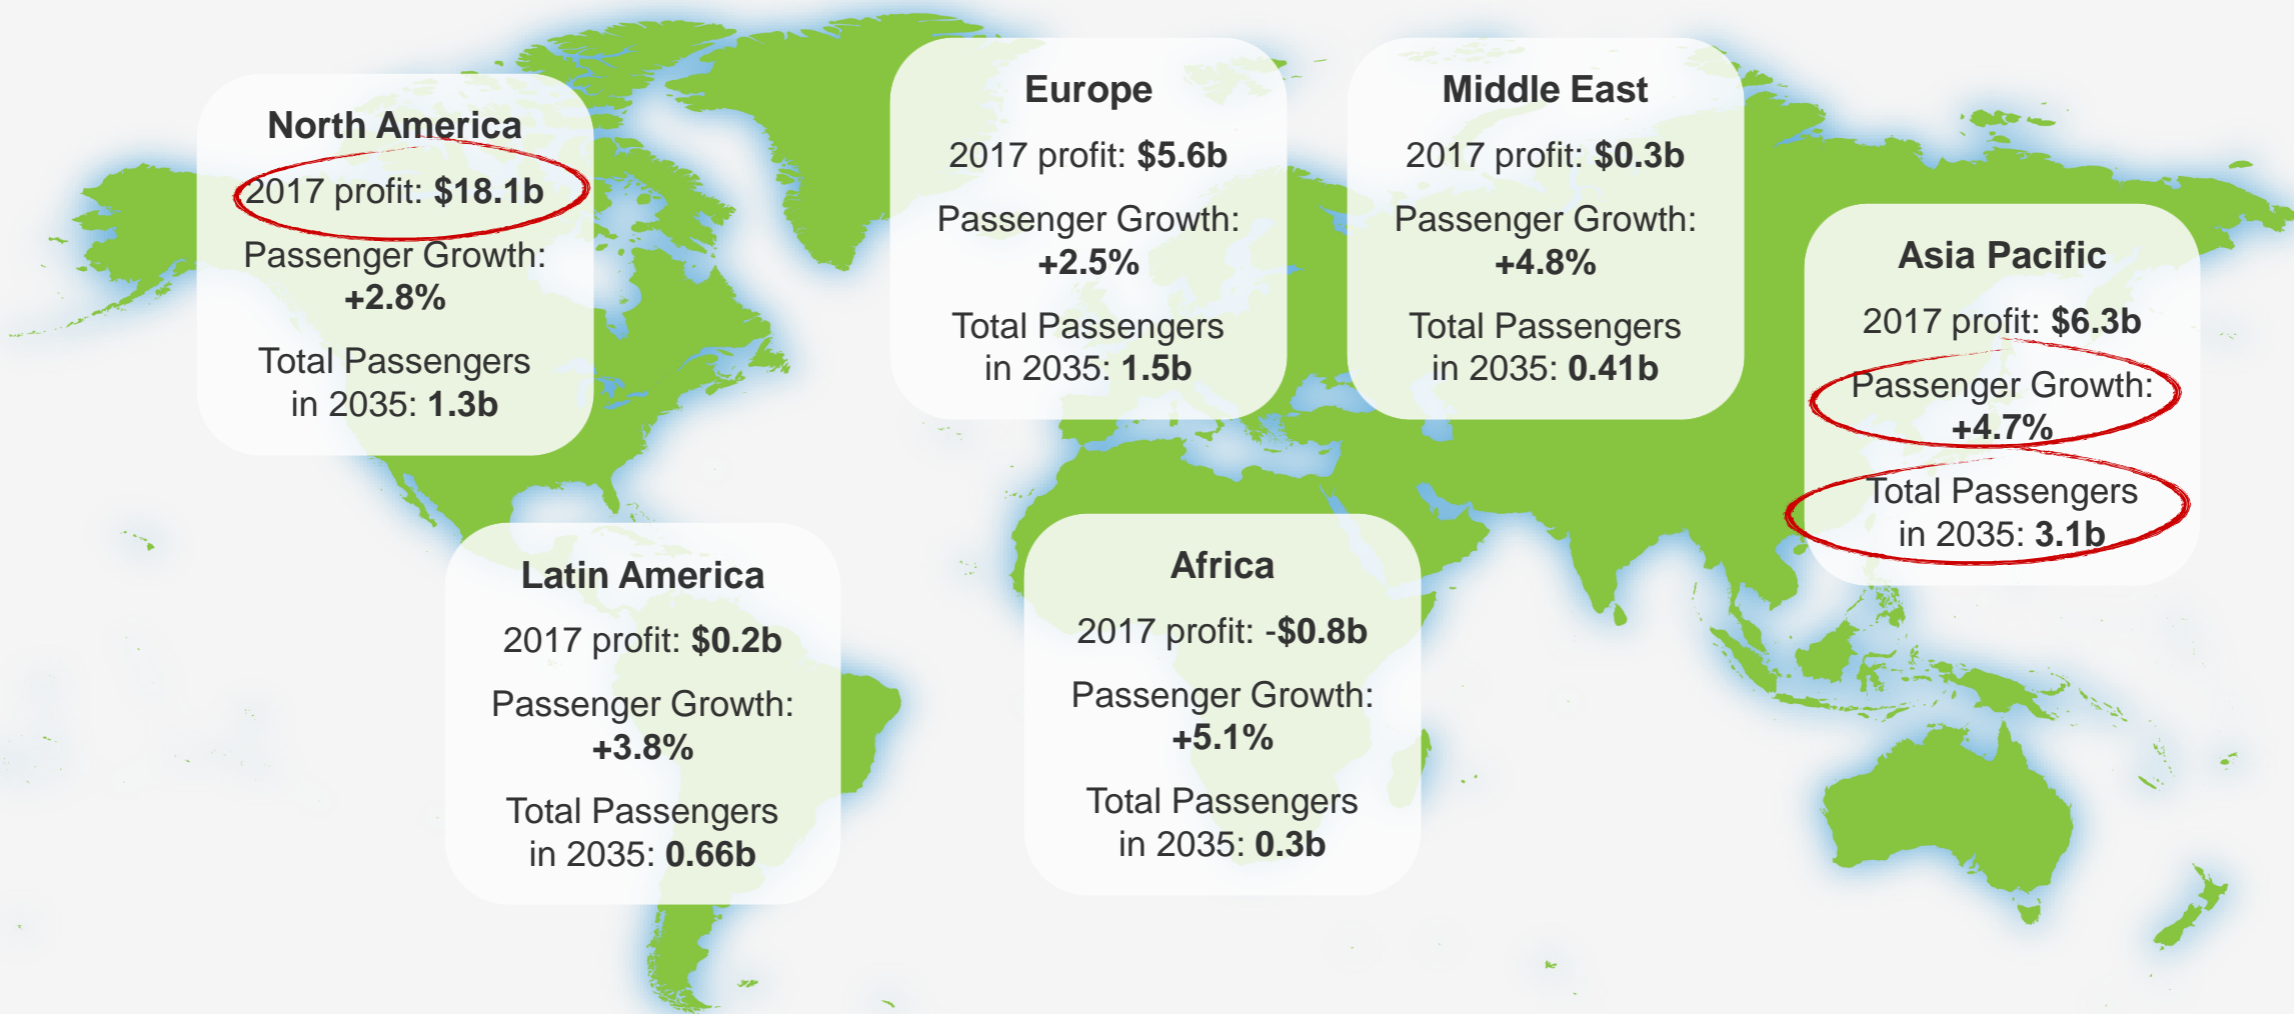 North America
2017 profit: $18.1b
Passenger Growth:
+2.8%
Total Passengers
in 2035: 1.3b
Europe
2017 profit: $5.6b
Passenger Growth:
+2.5%
Total Passengers
in 2035: 1.5b
Middle East
2017 profit: $0.3b
Passenger Growth:
+4.8%
Total Passengers
in 2035: 0.41b
Asia Pacific
2017 profit: $6.3b
Passenger Growth:
+4.7%
Total Passengers
in 2035: 3.1b
Latin America
2017 profit: $0.2b
Passenger Growth:
+3.8%
Total Passengers
in 2035: 0.66b
Africa
2017 profit: -$0.8b
Passenger Growth:
+5.1%
Total Passengers
in 2035: 0.3b